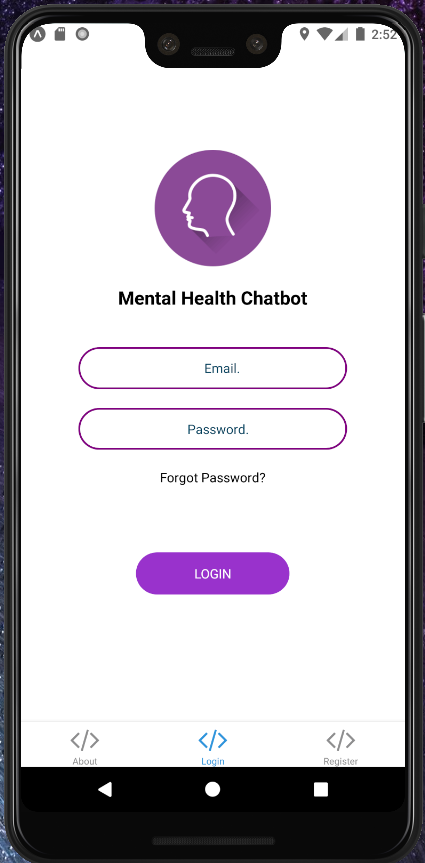 2:52
Mental Health Chatbot
Email.
Password.
Forgot Password?
LOGIN
About
Login
Register